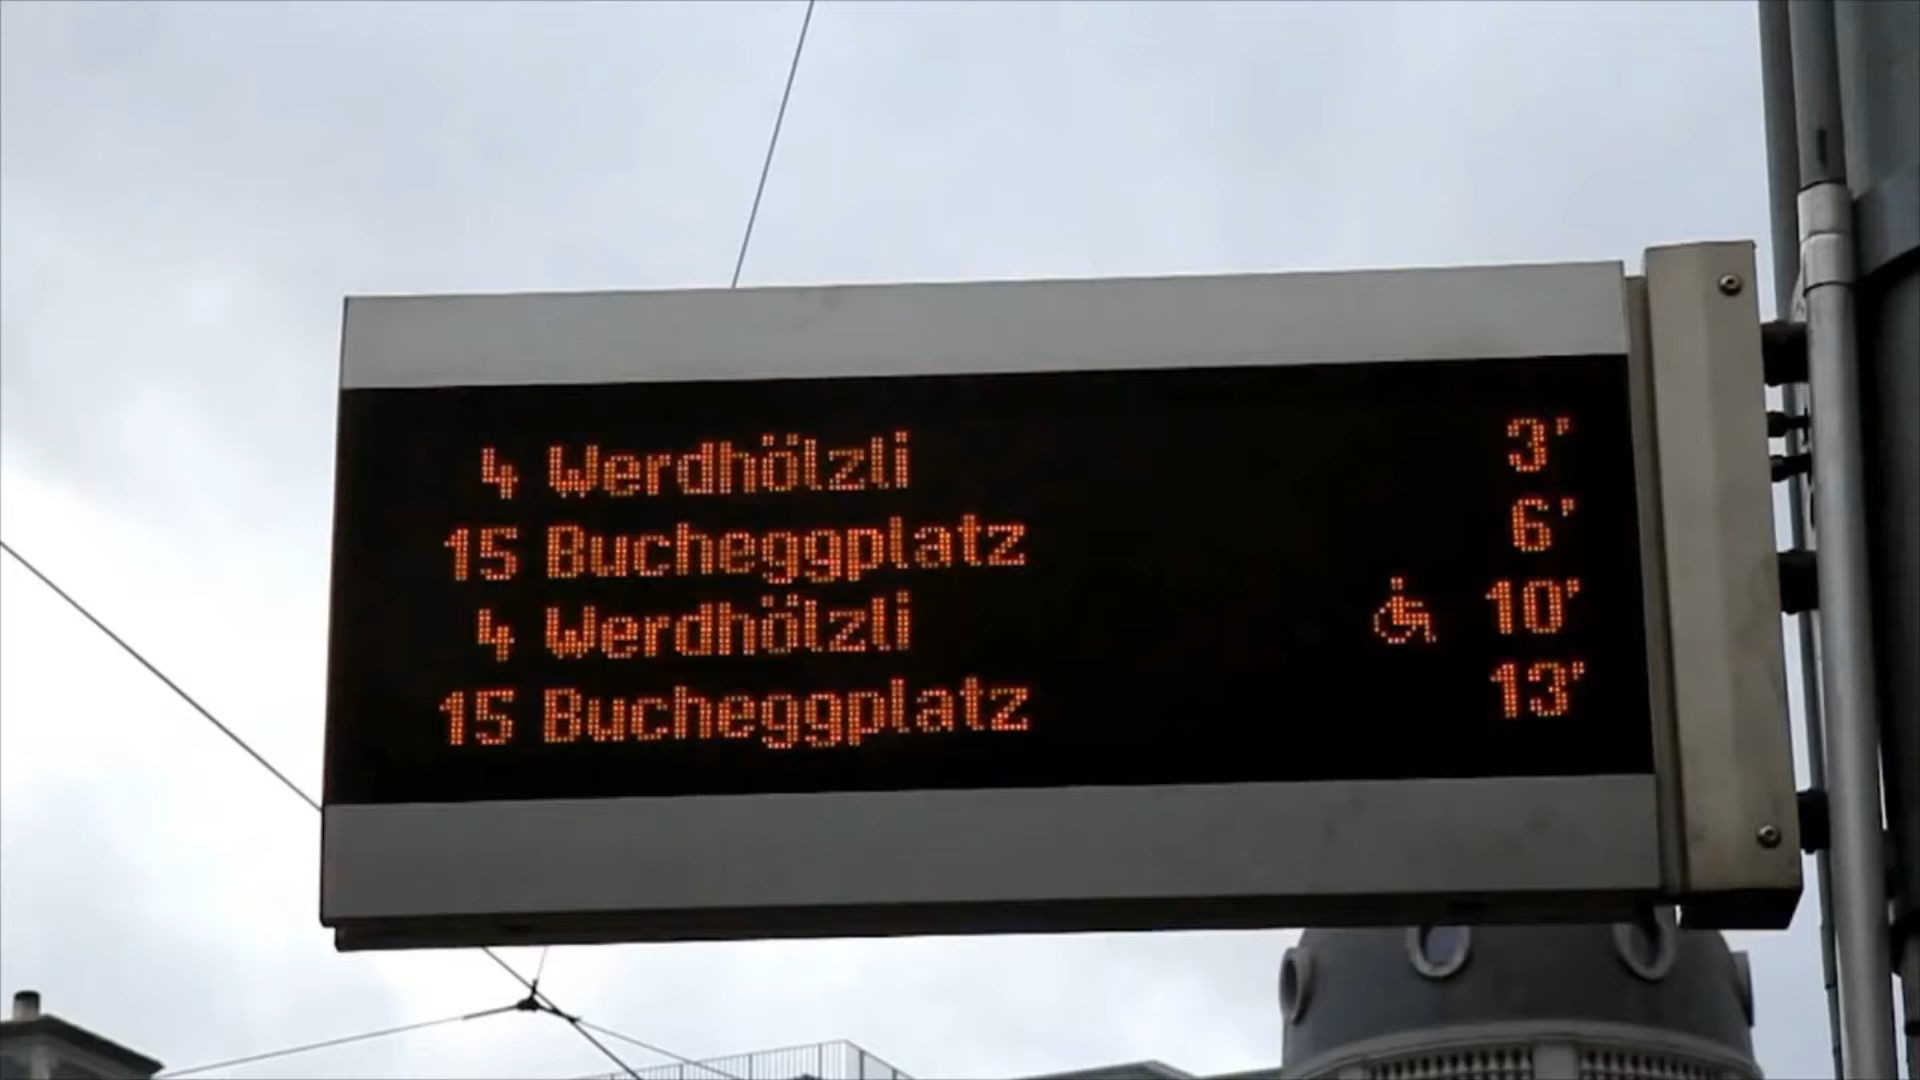 4 Werdhölzli 3'
15 Bucheggplatz 6'
4 Werdhölzli 10'
15 Bucheggplatz 13'